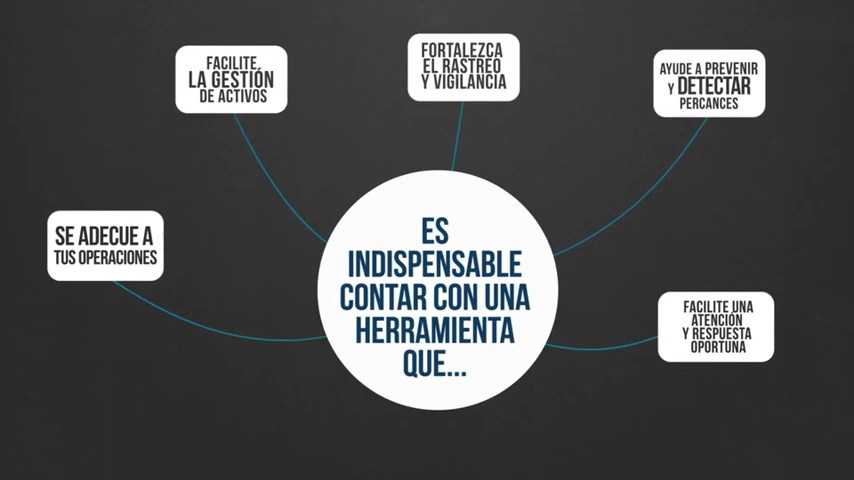 FACILITE
LA GESTIÓN
DE ACTIVOS
FORTALEZCA
EL RASTREO
Y VIGILANCIA
AYUDE A PREVENIR
Y DETECTAR
PERCANCES
SE ADECUE A
TUS OPERACIONES
ES
INDISPENSABLE
CONTAR CON UNA
HERRAMIENTA
QUE...
FACILITE UNA
ATENCIÓN
Y RESPUESTA
OPORTUNA